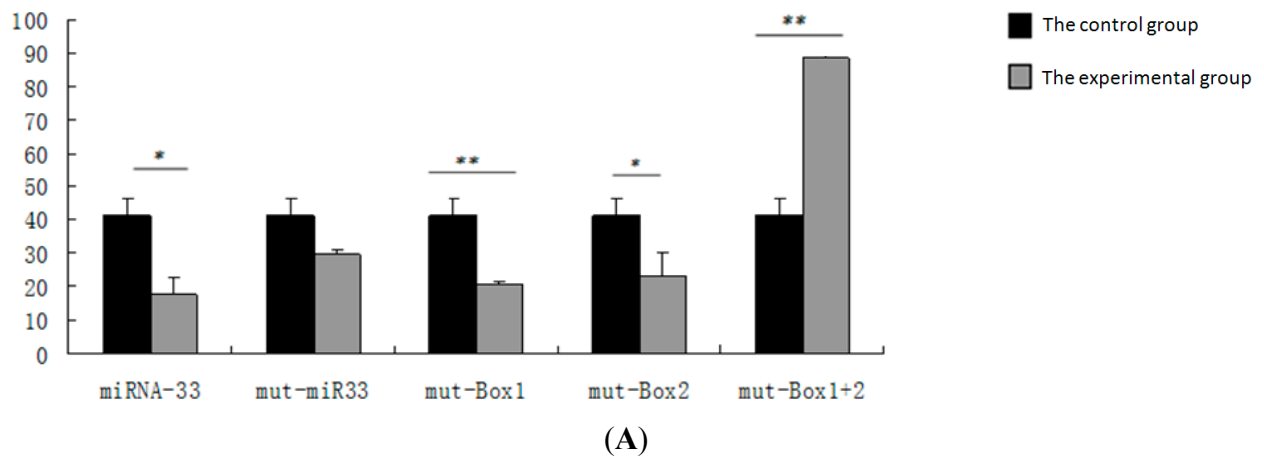 100
90
80
70
60
50
40
30
20
10
0
*
**
*
**
miRNA-33
mut-miR33
mut-Box1
mut-Box2
mut-Box1+2
The control group
The experimental group
(A)